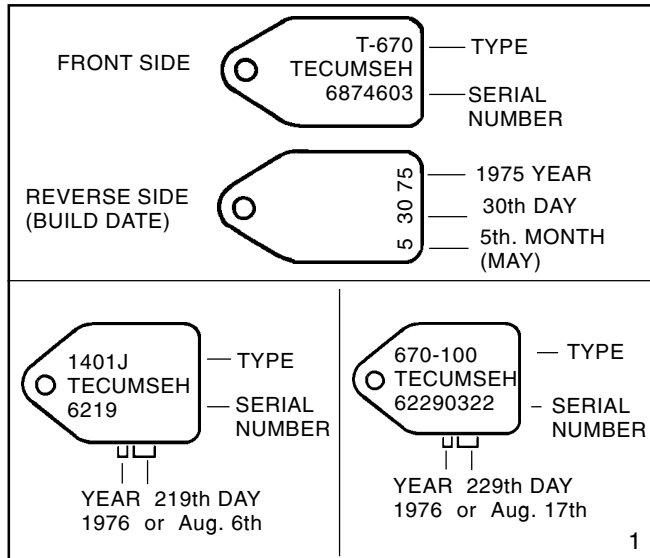 FRONT SIDE
T-670
TECUMSEH
6874603
TYPE
SERIAL
NUMBER
REVERSE SIDE
(BUILD DATE)
5 30 75
1975 YEAR
30th DAY
5th. MONTH
(MAY)
1401J
TECUMSEH
6219
TYPE
SERIAL
NUMBER
YEAR 219th DAY
1976 or Aug. 6th
670-100
TECUMSEH
62290322
TYPE
SERIAL
NUMBER
YEAR 229th DAY
1976 or Aug. 17th
1